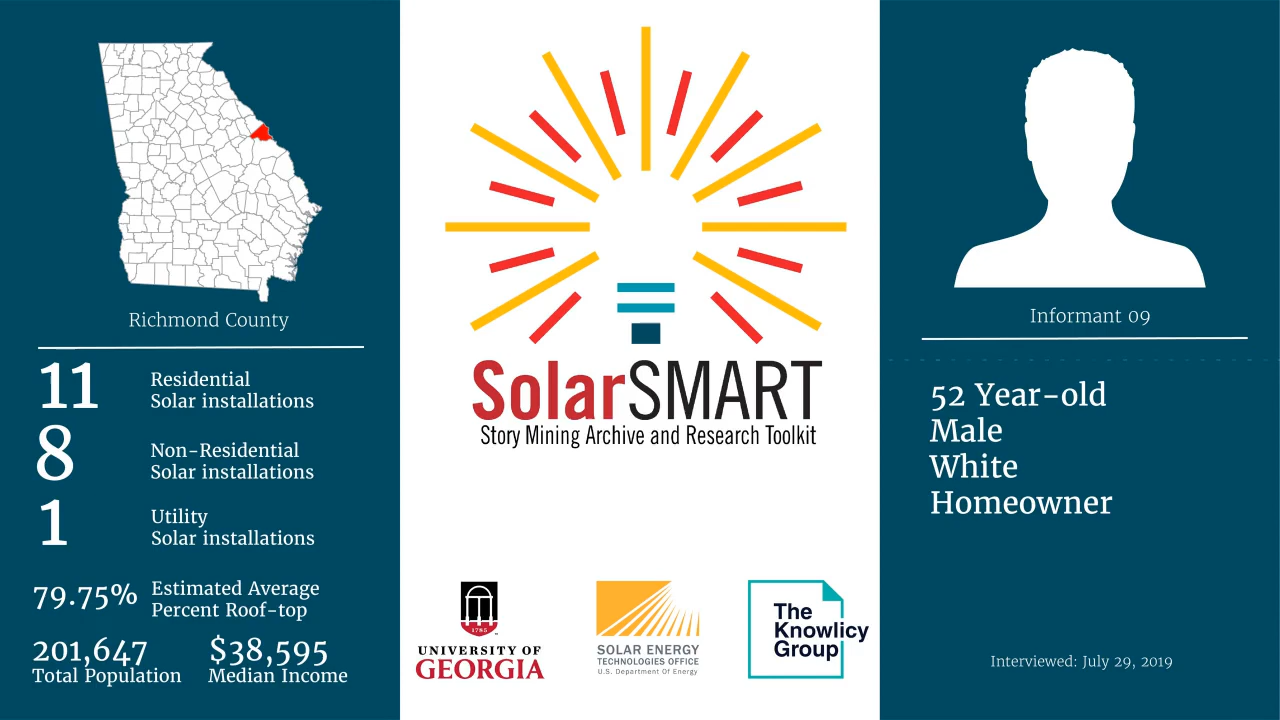 Richmond County
11
Residential
Solar installations
8
Non-Residential
Solar installations
1
Utility
Solar installations
79.75%
Estimated Average
Percent Roof-top
201,647
Total Population
$38,595
Median Income
SolarSMART
Story Mining Archive and Research Toolkit
1785
UNIVERSITY OF
GEORGIA
SOLAR ENERGY
TECHNOLOGIES OFFICE
U.S. Department Of Energy
The
Knowlicy
Group
Informant 09
52 Year-old
Male
White
Homeowner
Interviewed: July 29, 2019